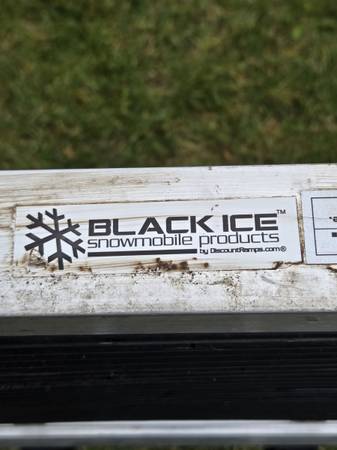 BLACK ICE™
snowmobile products
by DiscountRamps.com®